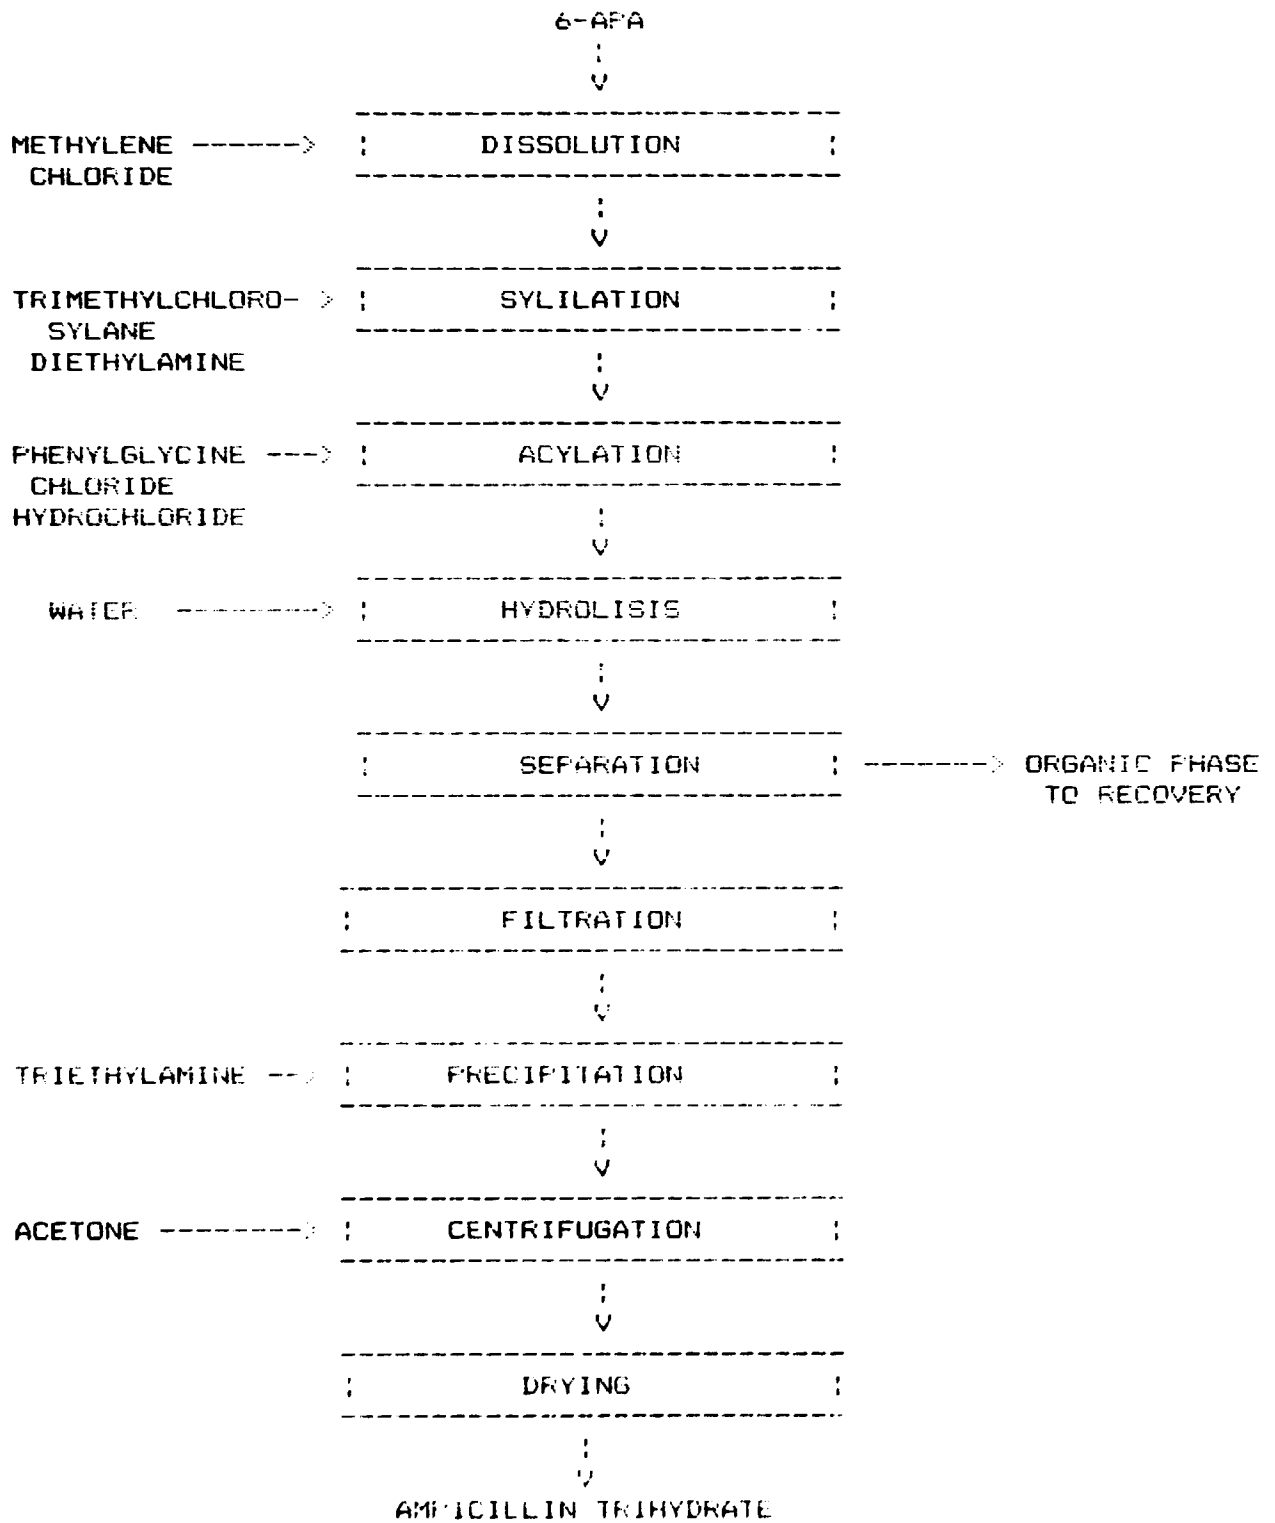 6-APA
METHYLENE ------> DISSOLUTION
CHLORIDE
TRIMETHYLCHLORO- > SYLILATION
SYLANE
DIETHYLAMINE
PHENYLGLYCINE ---> ACYLATION
CHLORIDE
HYDROCHLORIDE
WATER --------> HYDROLISIS
SEPARATION -------> ORGANIC PHASE
TO RECOVERY
FILTRATION
TRIETHYLAMINE --> PRECIPITATION
ACETONE --------> CENTRIFUGATION
DRYING
AMPICILLIN TRIHYDRATE